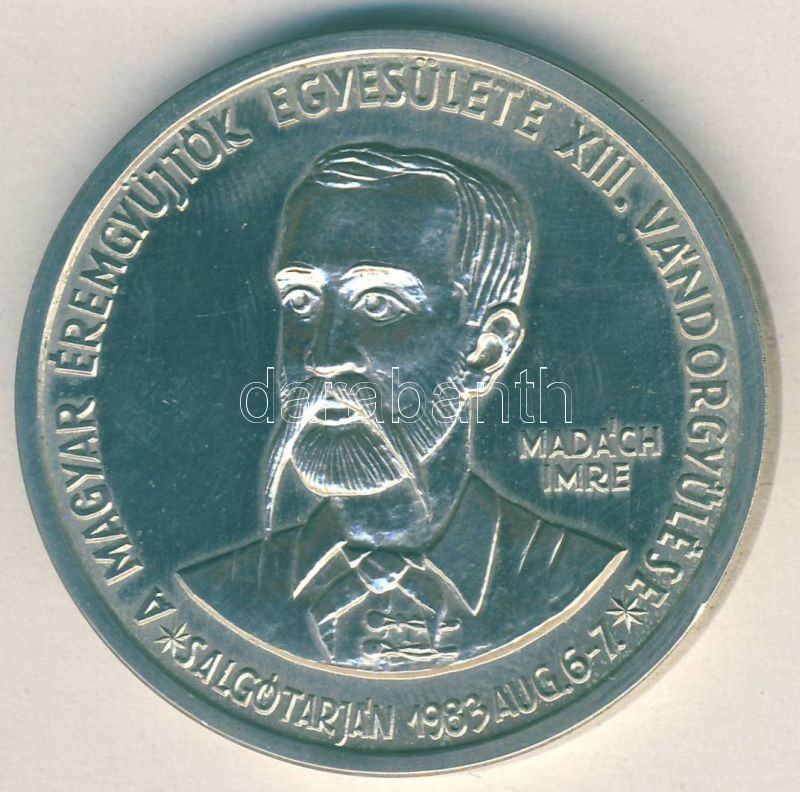 A MAGYAR ÉREMGYŰJTŐK EGYESÜLETE XIII. VÁNDORGYŰLÉSE
MADÁCH
IMRE
SALGÓTARJÁN 1983 AUG. 6-7.
darabanth